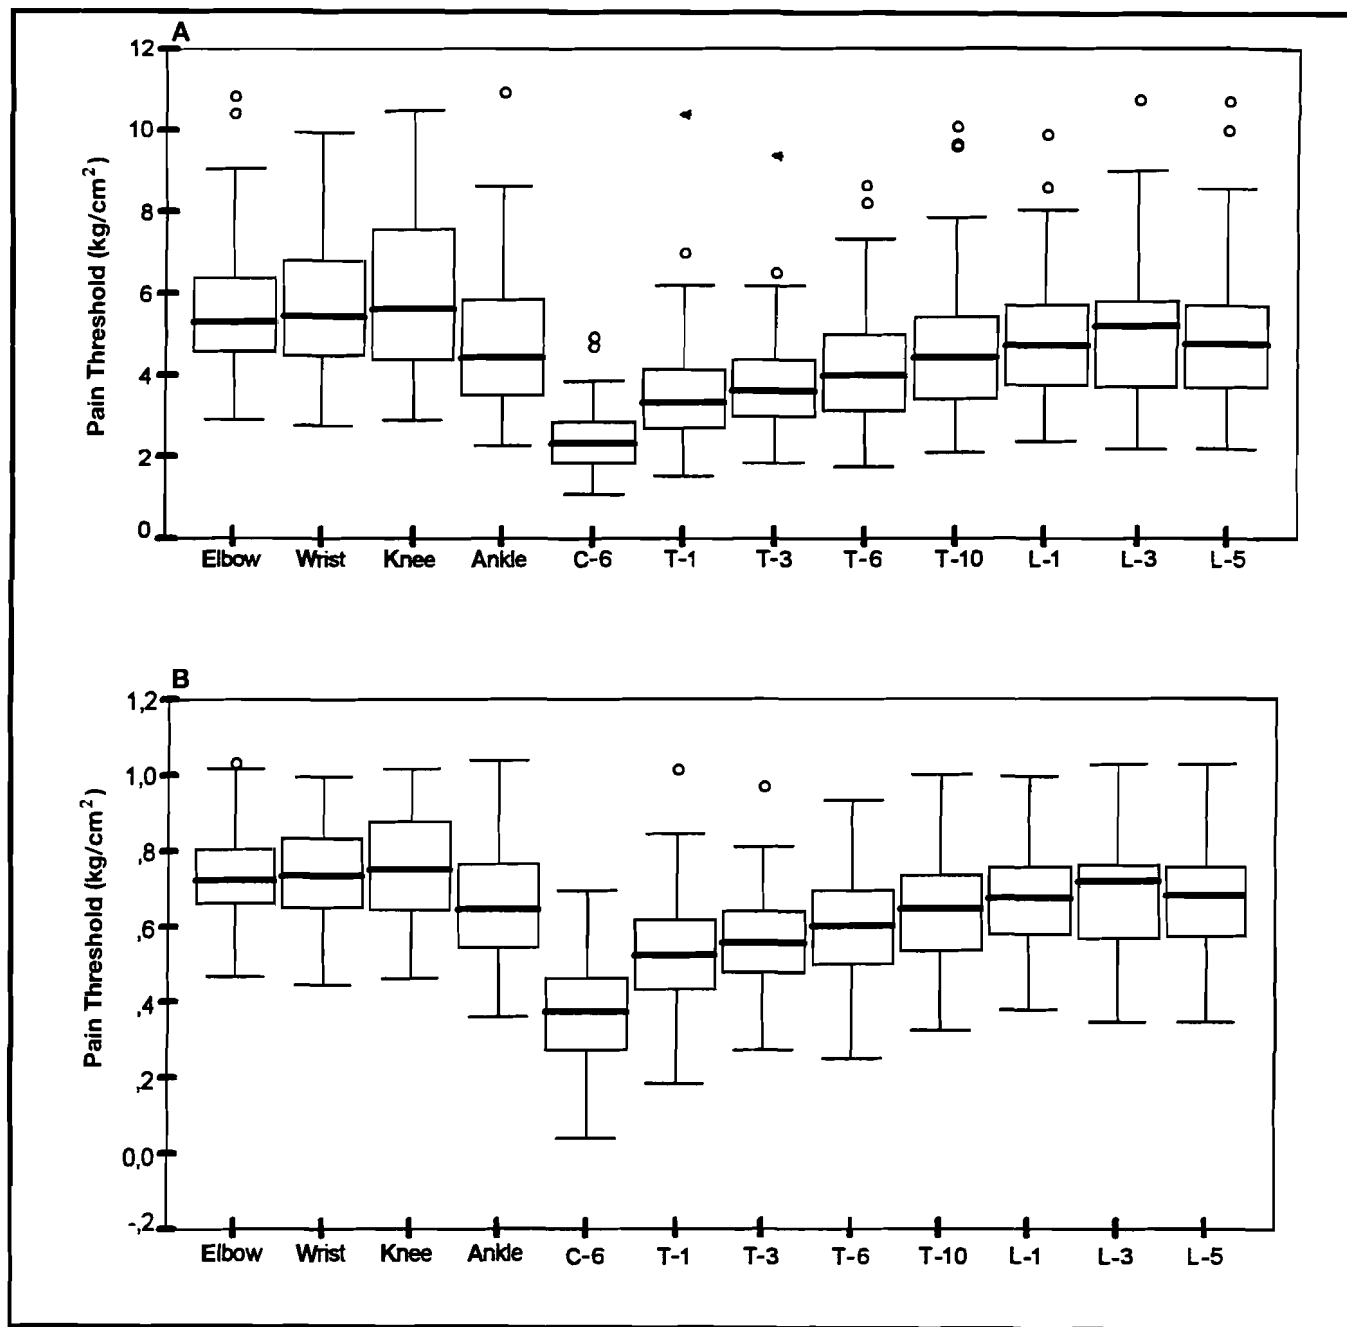 A
12
10
8
6
4
2
0
Pain Threshold (kg/cm²)
Elbow Wrist Knee Ankle C-6 T-1 T-3 T-6 T-10 L-1 L-3 L-5
B
1,2
1,0
,8
,6
,4
,2
0,0
-,2
Pain Threshold (kg/cm²)
Elbow Wrist Knee Ankle C-6 T-1 T-3 T-6 T-10 L-1 L-3 L-5